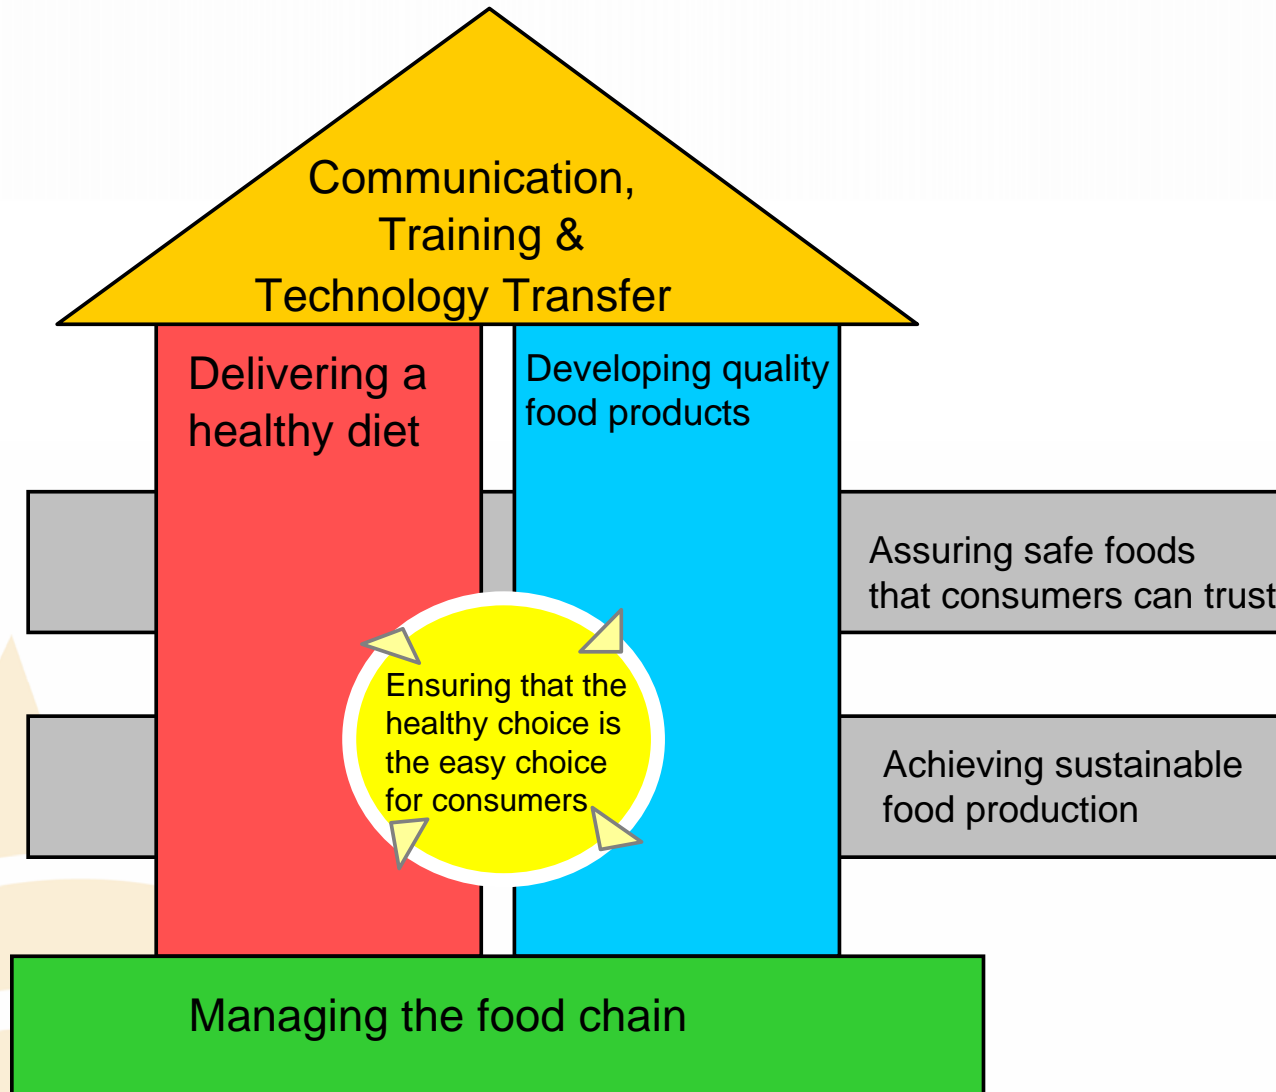 Communication,
Training &
Technology Transfer
Delivering a
healthy diet
Developing quality
food products
Assuring safe foods
that consumers can trust
Ensuring that the
healthy choice is
the easy choice
for consumers
Achieving sustainable
food production
Managing the food chain